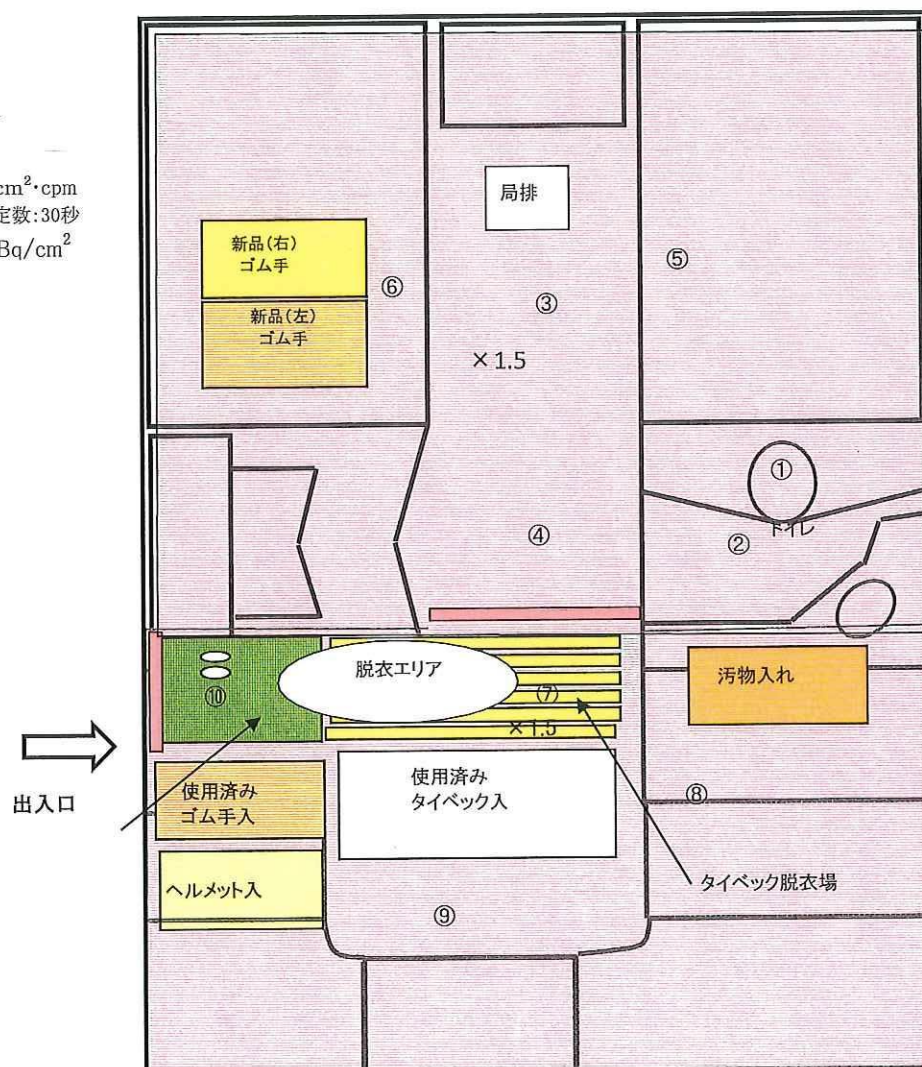 cm²・cpm
定数:30秒
Bq/cm²
局排
新品(右)
ゴム手
⑥
新品(左)
ゴム手
⑤
③
×1.5
①
トイレ
②
④
脱衣エリア
⑩
⑦
×1.5
汚物入れ
出入口
使用済み
ゴム手入
使用済み
タイベック入
⑧
ヘルメット入
タイベック脱衣場
⑨